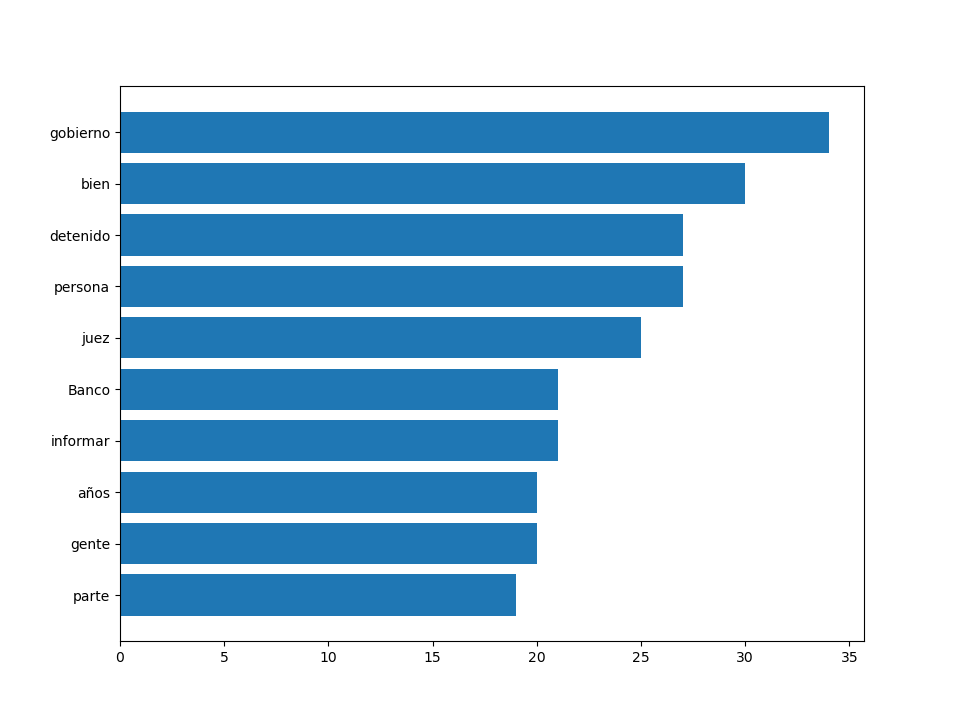 gobierno
bien
detenido
persona
juez
Banco
informar
años
gente
parte
0 5 10 15 20 25 30 35